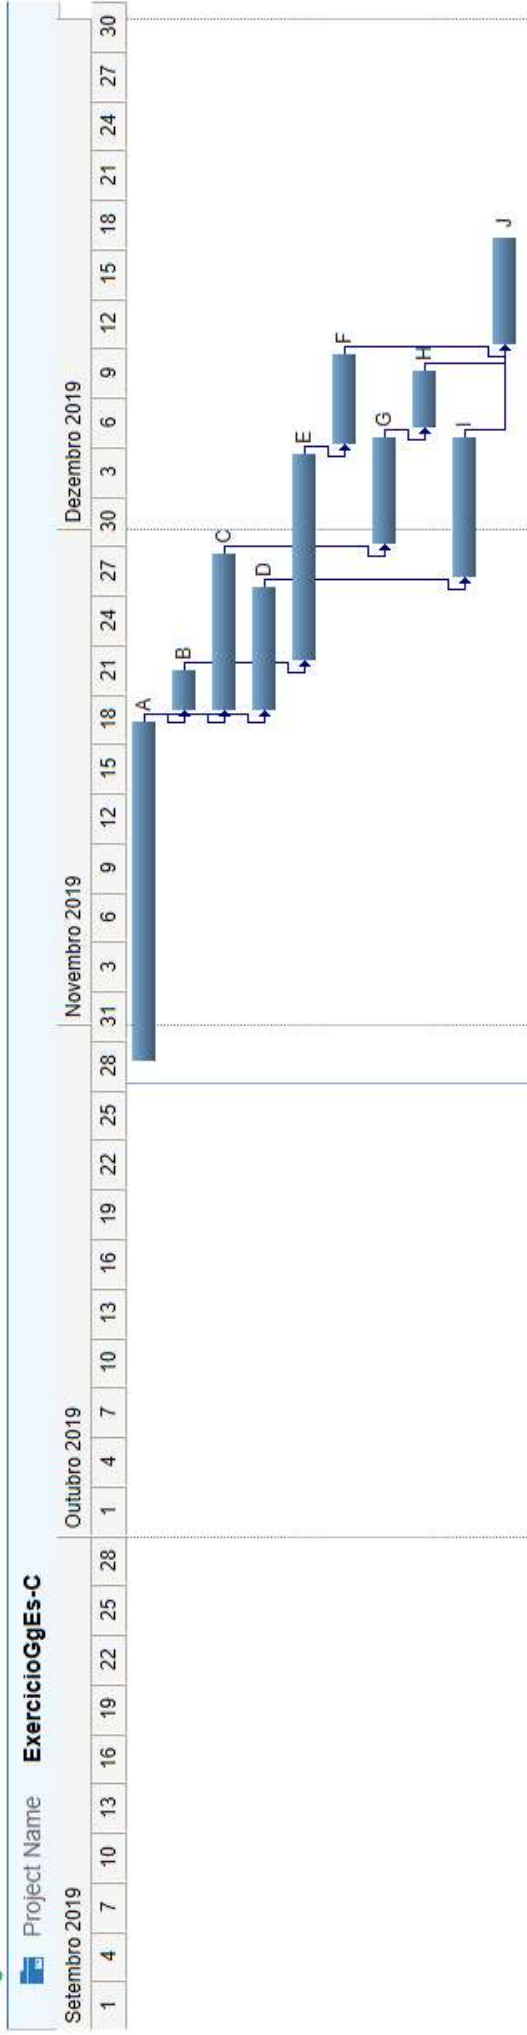 Project Name ExercicioGgEs-C
Setembro 2019 Outubro 2019 Novembro 2019 Dezembro 2019
1 4 7 10 13 16 19 22 25 28 1 4 7 10 13 16 19 22 25 28 31 3 6 9 12 15 18 21 24 27 30 3 6 9 12 15 18 21 24 27 30
A
B
C
D
E
F
G
H
I
J